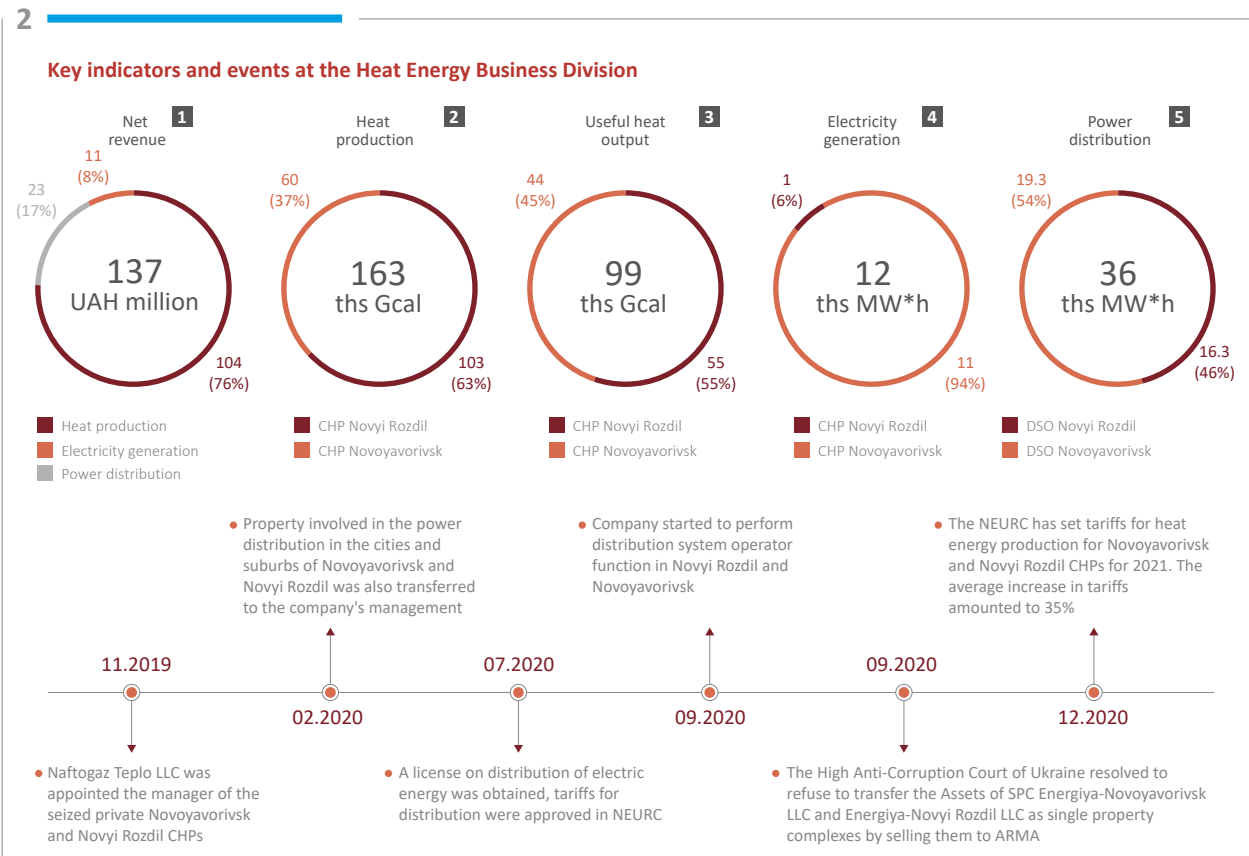 2
Key indicators and events at the Heat Energy Business Division
Net
revenue
1
11
(8%)
23
(17%)
137
UAH million
104
(76%)
Heat production
Electricity generation
Power distribution
Heat
production
2
60
(37%)
163
ths Gcal
103
(63%)
CHP Novyi Rozdil
CHP Novoyavorivsk
Useful heat
output
3
44
(45%)
99
ths Gcal
55
(55%)
CHP Novyi Rozdil
CHP Novoyavorivsk
Electricity
generation
4
1
(6%)
12
ths MW*h
11
(94%)
CHP Novyi Rozdil
CHP Novoyavorivsk
Power
distribution
5
19.3
(54%)
36
ths MW*h
16.3
(46%)
DSO Novyi Rozdil
DSO Novoyavorivsk
11.2019
Naftogaz Teplo LLC was
appointed the manager of the
seized private Novoyavorivsk
and Novyi Rozdil CHPs
Property involved in the power
distribution in the cities and
suburbs of Novoyavorivsk and
Novyi Rozdil was also transferred
to the company's management
02.2020
07.2020
A license on distribution of electric
energy was obtained, tariffs for
distribution were approved in NEURC
Company started to perform
distribution system operator
function in Novyi Rozdil and
Novoyavorivsk
09.2020
09.2020
The High Anti-Corruption Court of Ukraine resolved to
refuse to transfer the Assets of SPC Energiya-Novoyavorivsk
LLC and Energiya-Novyi Rozdil LLC as single property
complexes by selling them to ARMA
The NEURC has set tariffs for heat
energy production for Novoyavorivsk
and Novyi Rozdil CHPs for 2021. The
average increase in tariffs
amounted to 35%
12.2020